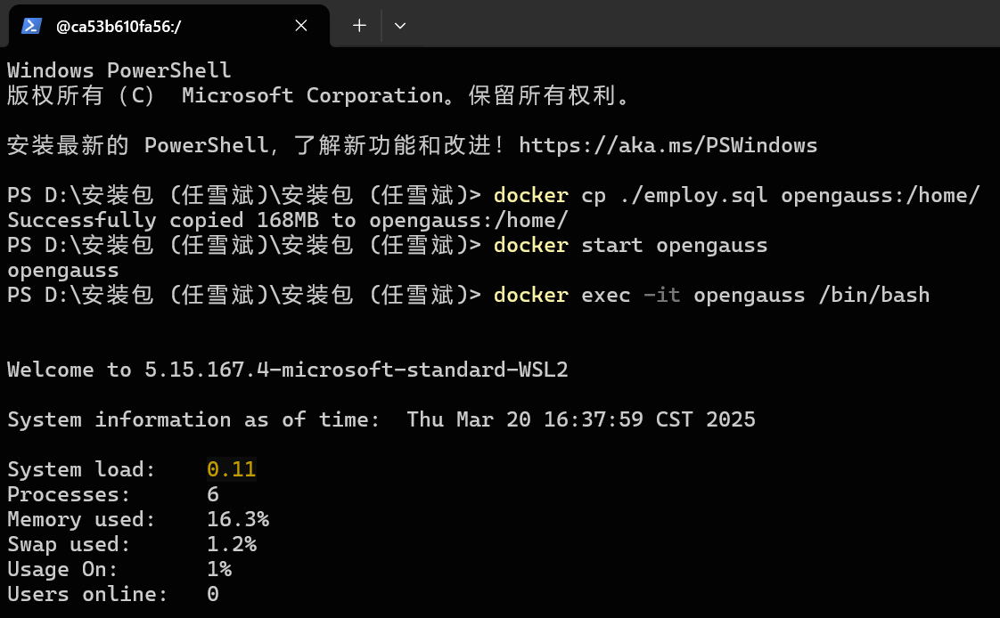 @ca53b610fa56:/
Windows PowerShell
版权所有（C） Microsoft Corporation。保留所有权利。
安装最新的 PowerShell，了解新功能和改进！https://aka.ms/PSWindows
PS D:\安装包 (任雪斌)\安装包 (任雪斌)> docker cp ./employ.sql opengauss:/home/
Successfully copied 168MB to opengauss:/home/
PS D:\安装包 (任雪斌)\安装包 (任雪斌)> docker start opengauss
opengauss
PS D:\安装包 (任雪斌)\安装包 (任雪斌)> docker exec -it opengauss /bin/bash
Welcome to 5.15.167.4-microsoft-standard-WSL2
System information as of time:  Thu Mar 20 16:37:59 CST 2025
System load:    0.11
Processes:      6
Memory used:    16.3%
Swap used:      1.2%
Usage On:       1%
Users online:   0